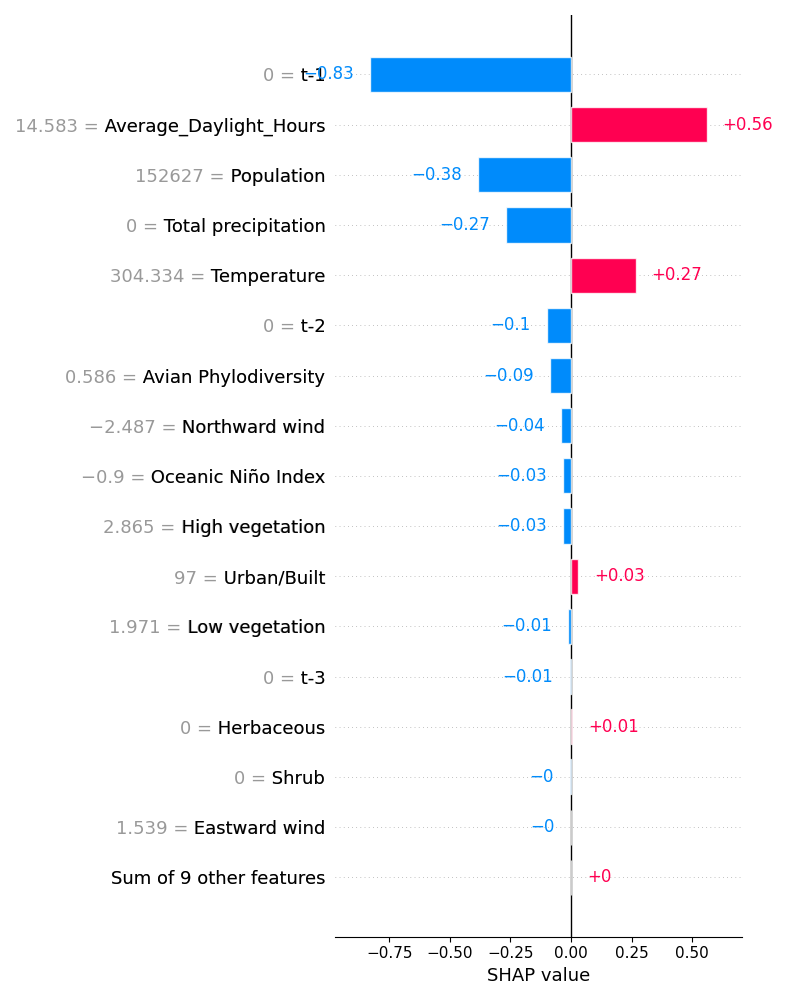 0 = t-1 −0.83
14.583 = Average_Daylight_Hours +0.56
152627 = Population −0.38
0 = Total precipitation −0.27
304.334 = Temperature +0.27
0 = t-2 −0.1
0.586 = Avian Phylodiversity −0.09
−2.487 = Northward wind −0.04
−0.9 = Oceanic Niño Index −0.03
2.865 = High vegetation −0.03
97 = Urban/Built +0.03
1.971 = Low vegetation −0.01
0 = t-3 −0.01
0 = Herbaceous +0.01
0 = Shrub −0
1.539 = Eastward wind −0
Sum of 9 other features +0
−0.75 −0.50 −0.25 0.00 0.25 0.50
SHAP value